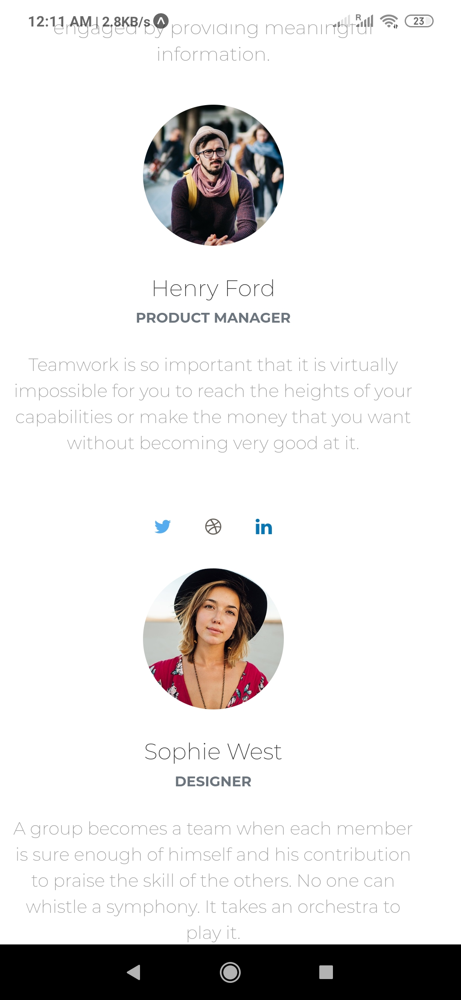 12:11 AM | 2.8KB/s
R
23
engaged by providing meaningful
information.
Henry Ford
PRODUCT MANAGER
Teamwork is so important that it is virtually
impossible for you to reach the heights of your
capabilities or make the money that you want
without becoming very good at it.
in
Sophie West
DESIGNER
A group becomes a team when each member
is sure enough of himself and his contribution
to praise the skill of the others. No one can
whistle a symphony. It takes an orchestra to
play it.